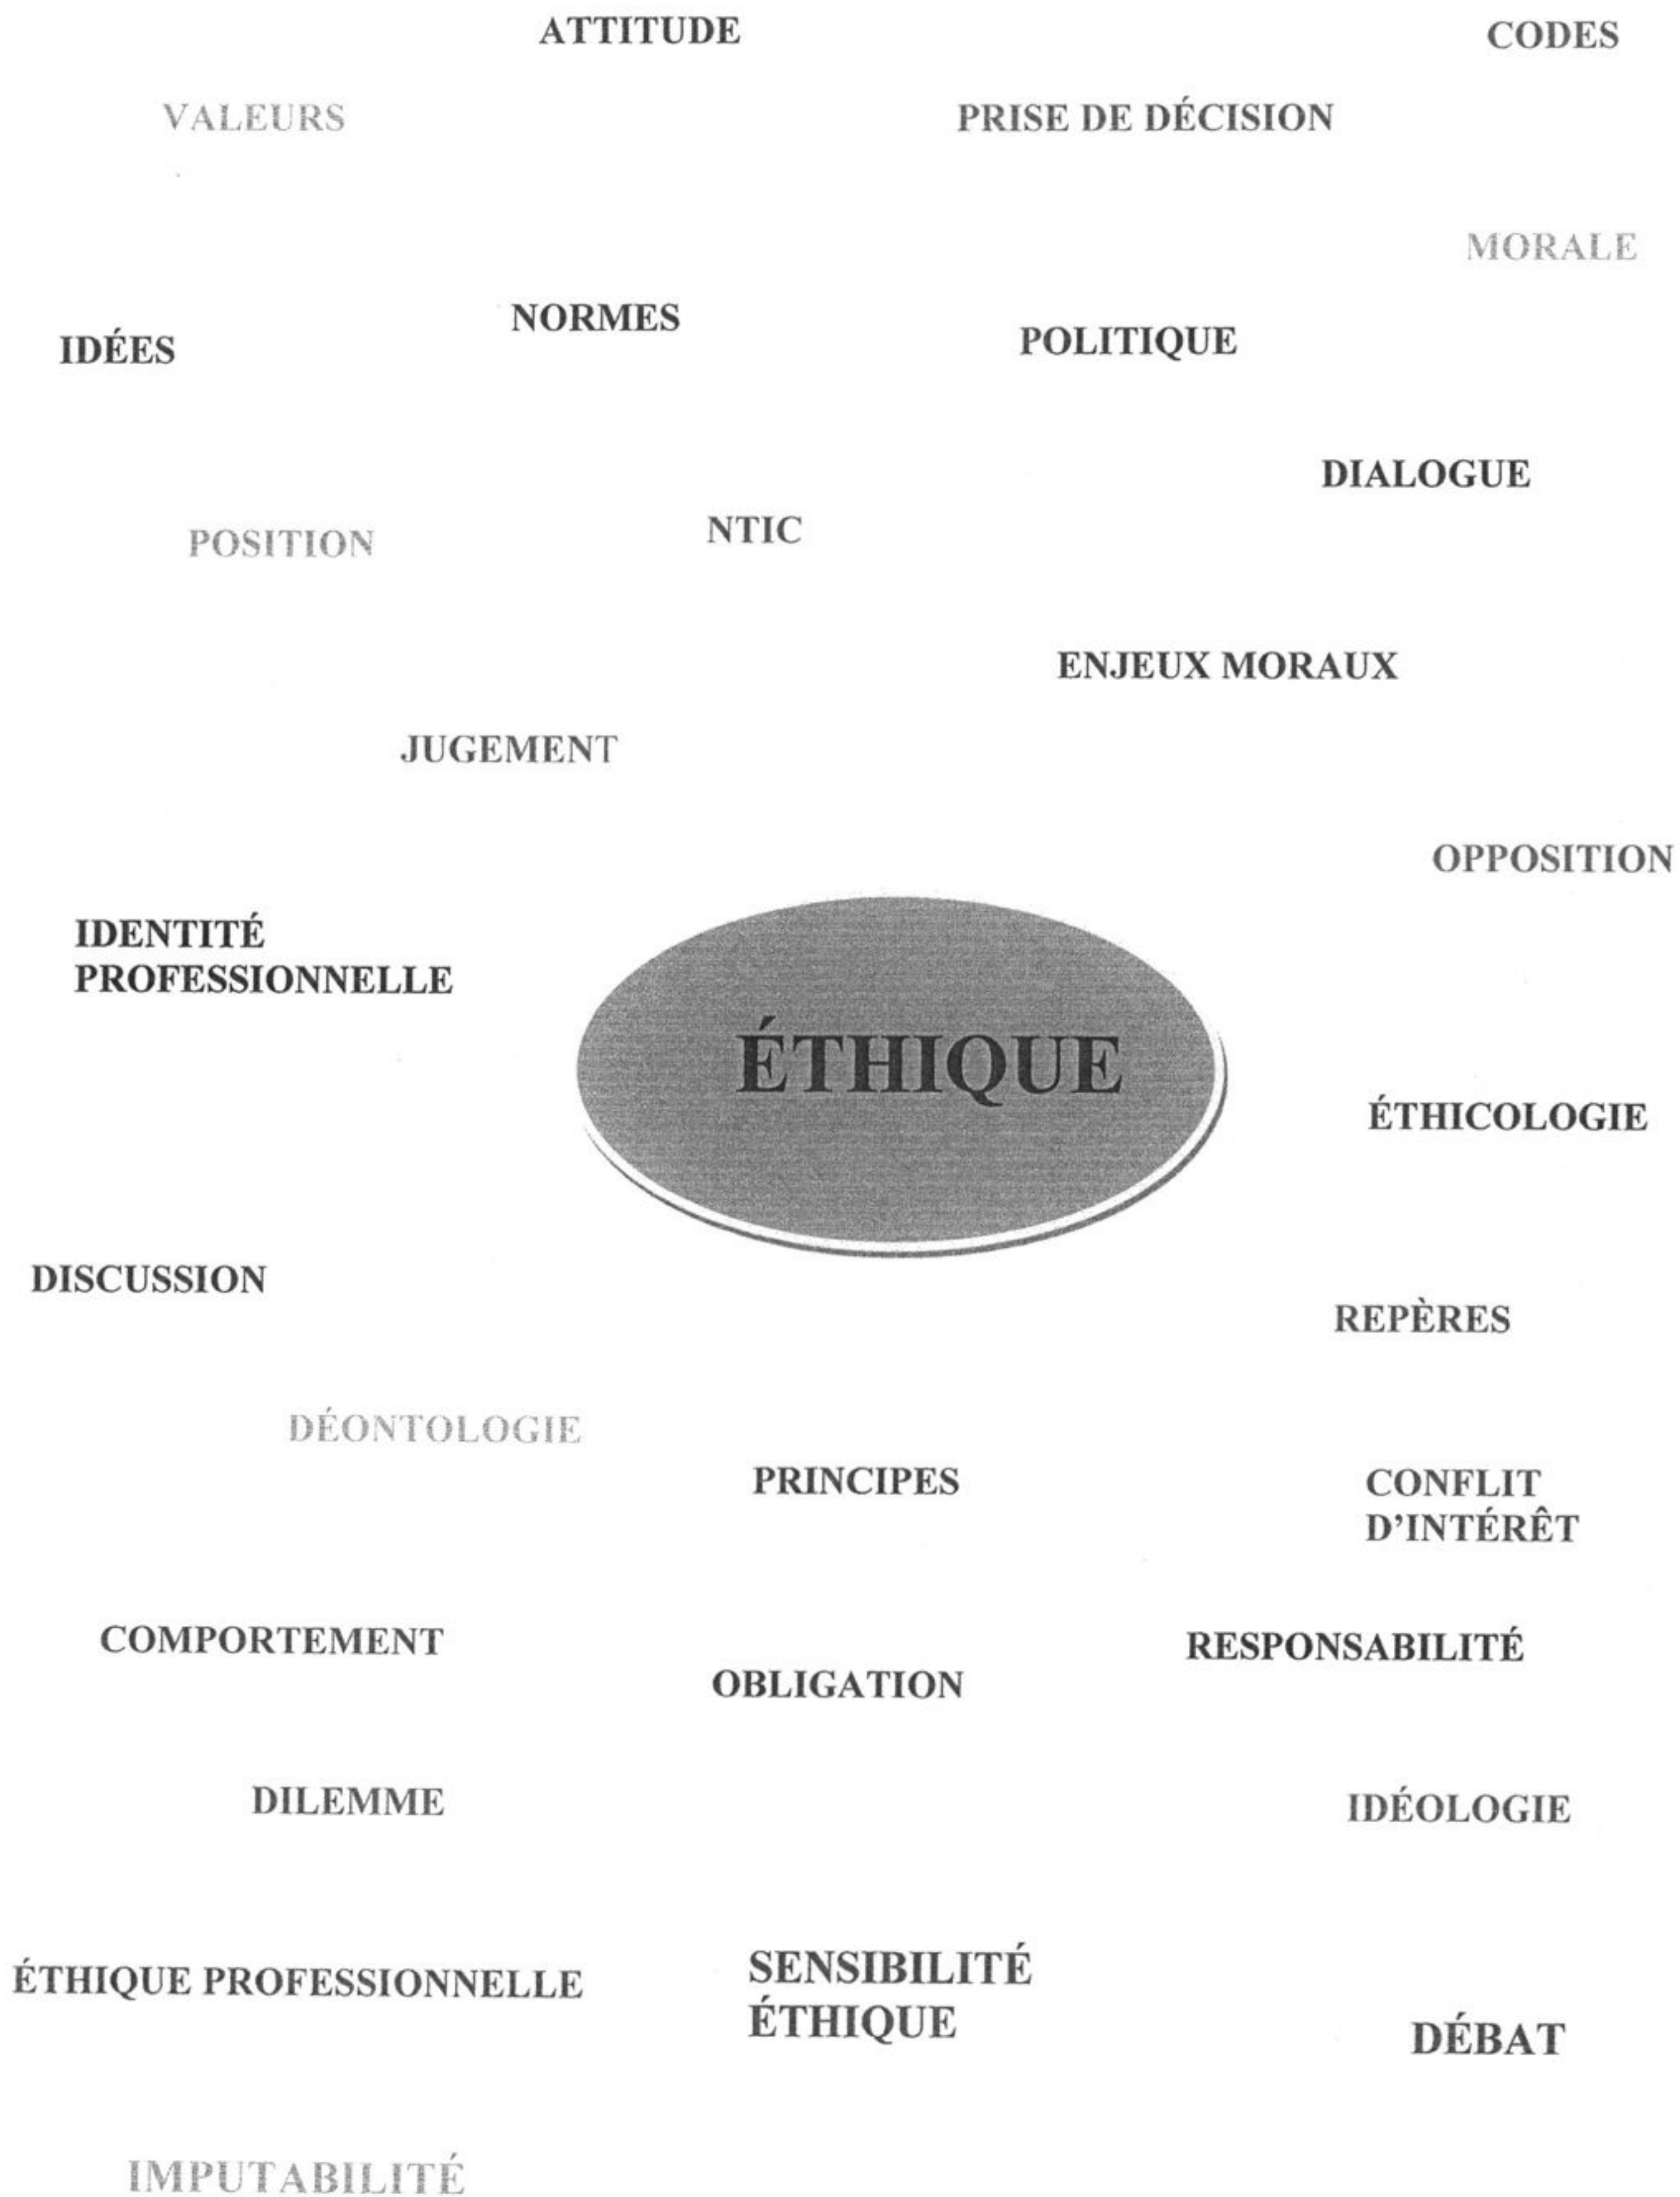 ATTITUDE
CODES
VALEURS
PRISE DE DÉCISION
MORALE
NORMES
IDÉES
POLITIQUE
DIALOGUE
POSITION
NTIC
ENJEUX MORAUX
JUGEMENT
OPPOSITION
IDENTITÉ
PROFESSIONNELLE
ÉTHIQUE
ÉTHICOLOGIE
DISCUSSION
REPÈRES
DÉONTOLOGIE
PRINCIPES
CONFLIT
D'INTÉRÊT
COMPORTEMENT
RESPONSABILITÉ
OBLIGATION
DILEMME
IDÉOLOGIE
ÉTHIQUE PROFESSIONNELLE
SENSIBILITÉ
ÉTHIQUE
DÉBAT
IMPUTABILITÉ